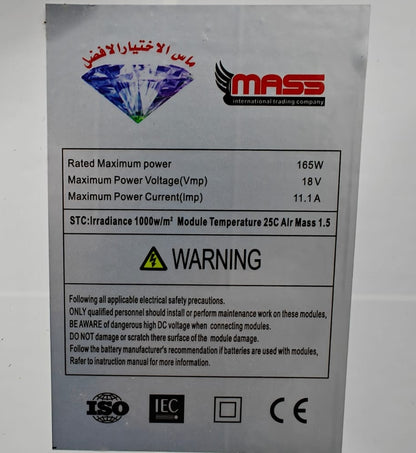 ماس الاختيار الافضل
MASS
international trading company
Rated Maximum power 165W
Maximum Power Voltage(Vmp) 18V
Maximum Power Current(Imp) 11.1A
STC:Irradiance 1000w/m² Module Temperature 25C Air Mass 1.5
WARNING
Following all applicable electrical safety precautions.
ONLY qualified personnel should install or perform maintenance work on these modules,
BE AWARE of dangerous high DC voltage when connecting modules.
DO NOT damage or scratch there surface of the module damage.
Follow the battery manufacturer's recommendation if batteries are used with modules,
Rafer to inatruction manual for more information.
ISO IEC CE